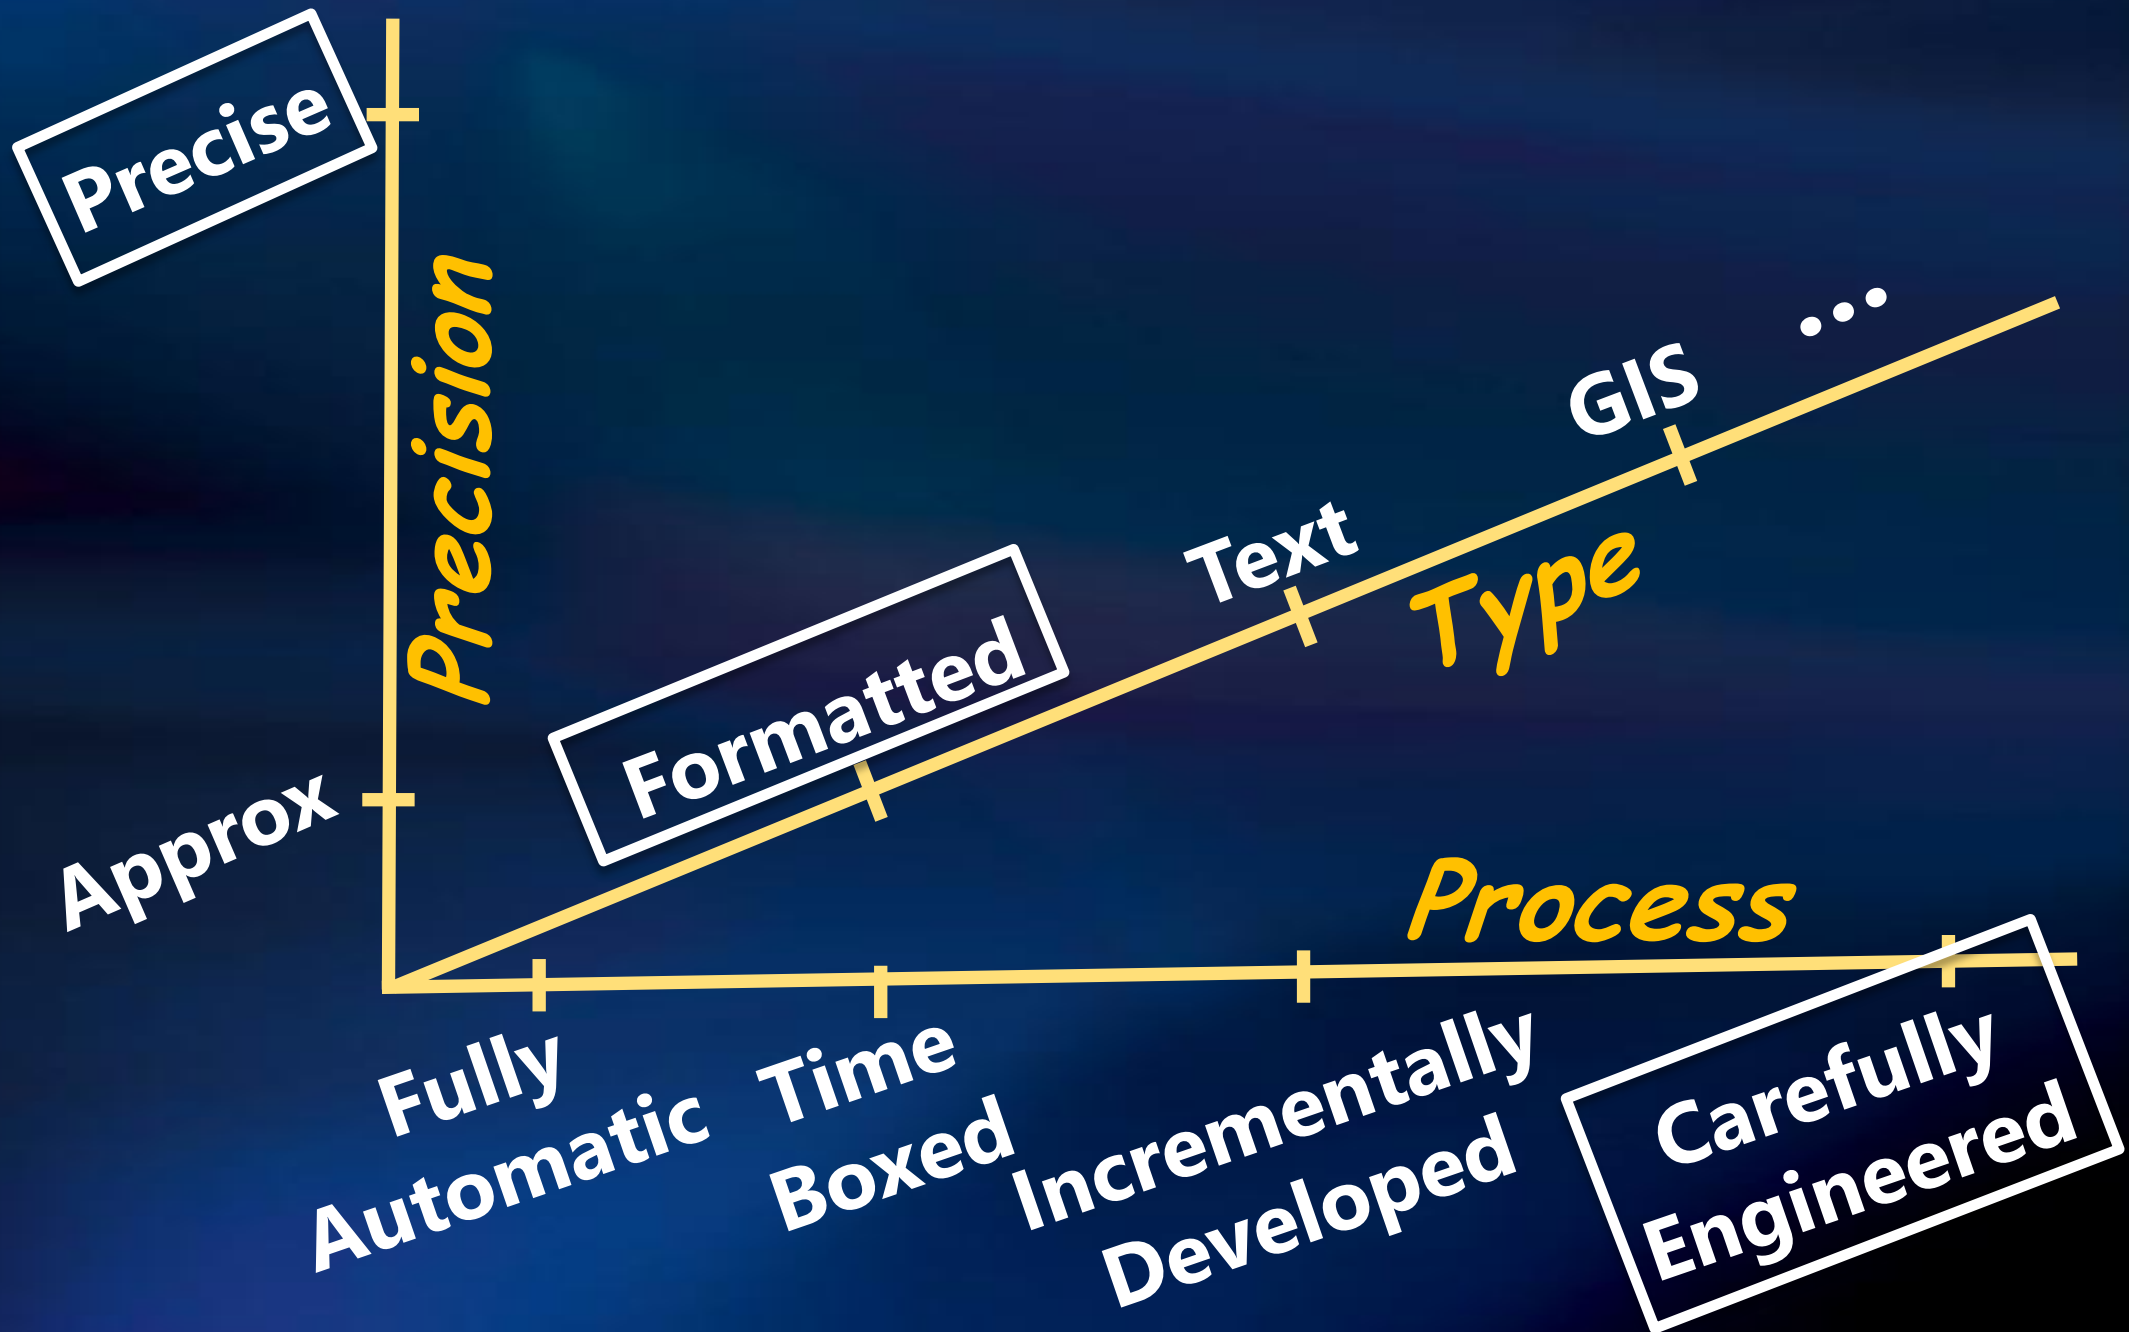 Precise
Precision
Approx
Formatted
Text
GIS
...
Type
Process
Fully
Automatic
Time
Boxed
Incrementally
Developed
Carefully
Engineered